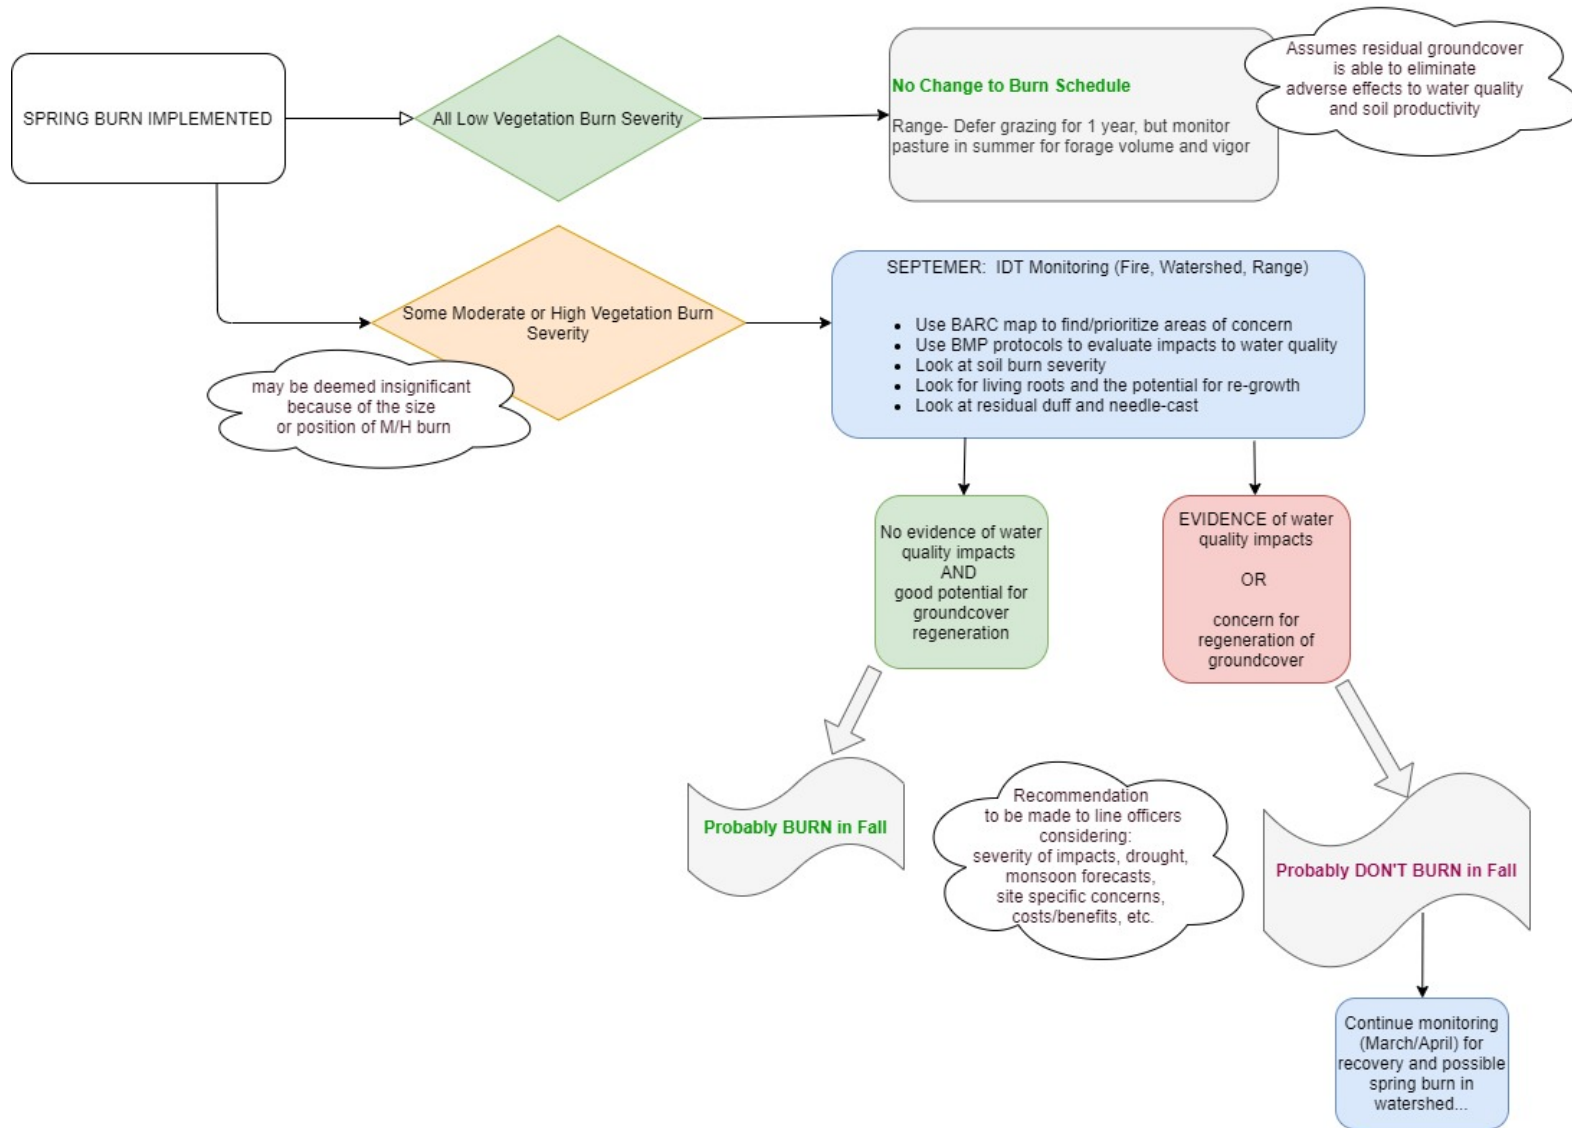 SPRING BURN IMPLEMENTED
All Low Vegetation Burn Severity
No Change to Burn Schedule
Range- Defer grazing for 1 year, but monitor
pasture in summer for forage volume and vigor
Assumes residual groundcover
is able to eliminate
adverse effects to water quality
and soil productivity
Some Moderate or High Vegetation Burn
Severity
may be deemed insignificant
because of the size
or position of M/H burn
SEPTEMER:  IDT Monitoring (Fire, Watershed, Range)
• Use BARC map to find/prioritize areas of concern
• Use BMP protocols to evaluate impacts to water quality
• Look at soil burn severity
• Look for living roots and the potential for re-growth
• Look at residual duff and needle-cast
No evidence of water
quality impacts
AND
good potential for
groundcover
regeneration
EVIDENCE of water
quality impacts
OR
concern for
regeneration of
groundcover
Probably BURN in Fall
Recommendation
to be made to line officers
considering:
severity of impacts, drought,
monsoon forecasts,
site specific concerns,
costs/benefits, etc.
Probably DON'T BURN in Fall
Continue monitoring
(March/April) for
recovery and possible
spring burn in
watershed...